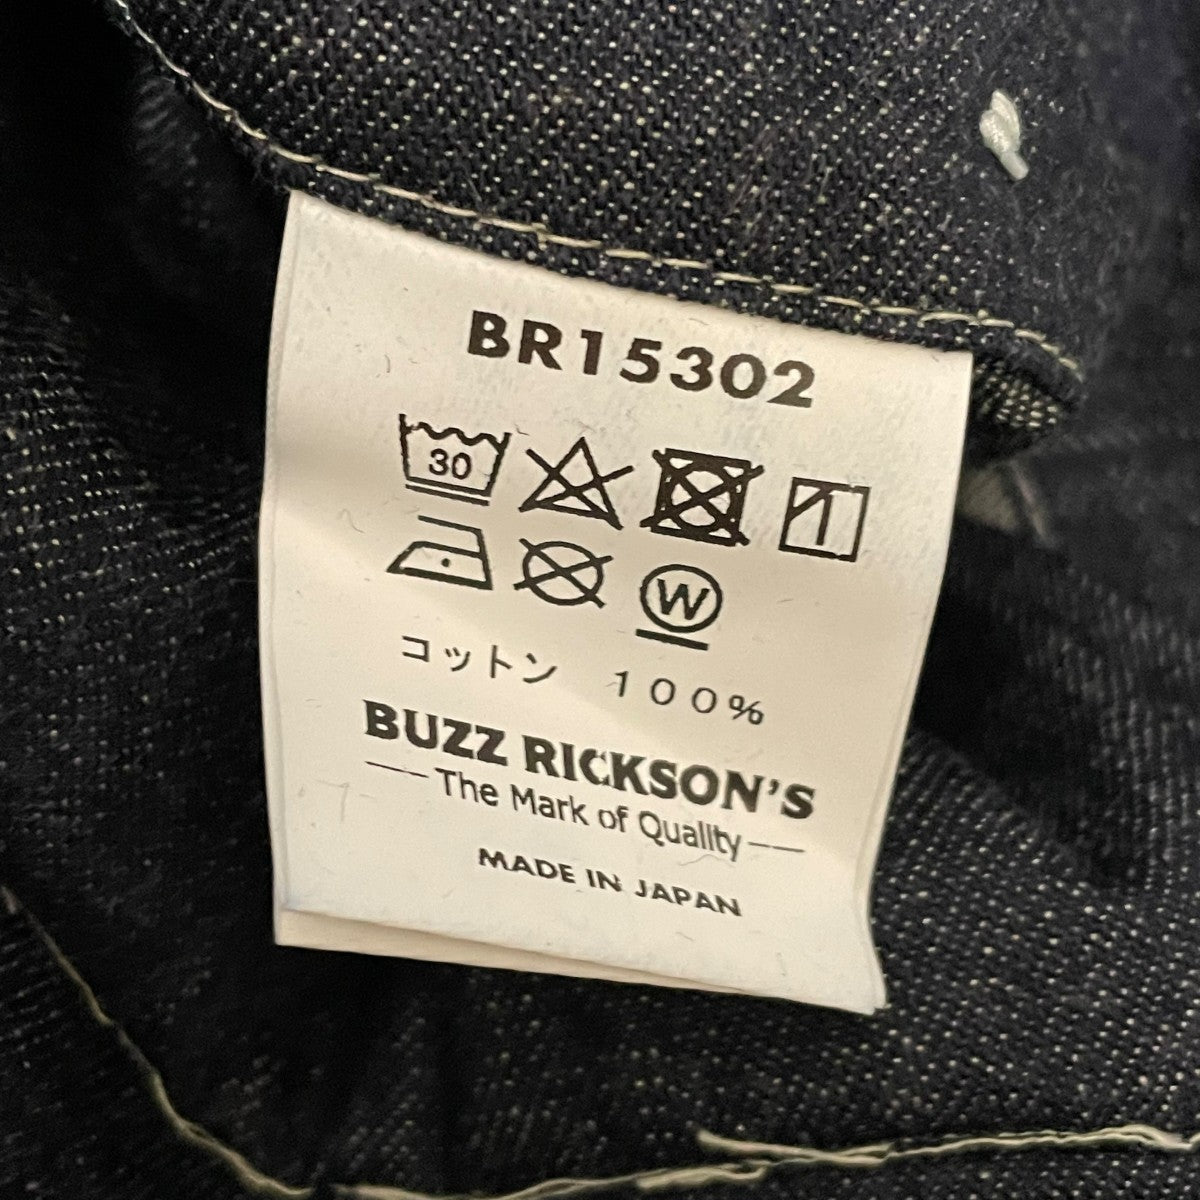 BR15302
30
W
コットン　１００％
BUZZ RICKSON'S
The Mark of Quality
MADE IN JAPAN